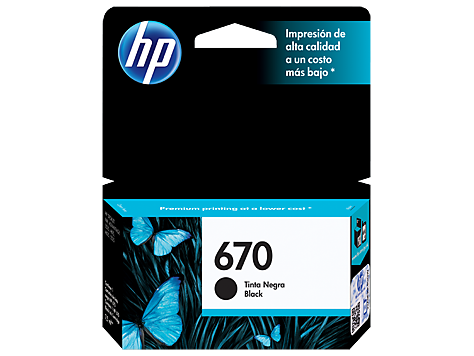 hp
Impresión de
alta calidad
a un costo
más bajo*
Premium printing at a lower cost*
670
Tinta Negra
Black